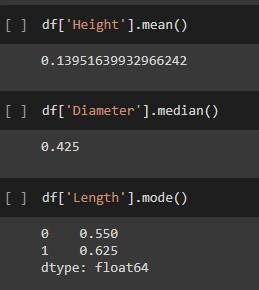 [ ] df['Height'].mean()
0.13951639932966242
[ ] df['Diameter'].median()
0.425
[ ] df['Length'].mode()
0    0.550
1    0.625
dtype: float64